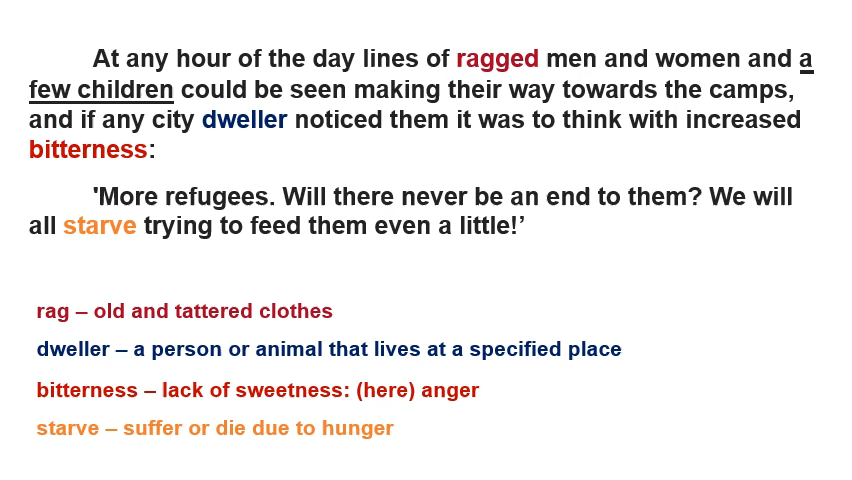 At any hour of the day lines of ragged men and women and a
few children could be seen making their way towards the camps,
and if any city dweller noticed them it was to think with increased
bitterness:
'More refugees. Will there never be an end to them? We will
all starve trying to feed them even a little!’
rag – old and tattered clothes
dweller – a person or animal that lives at a specified place
bitterness – lack of sweetness: (here) anger
starve – suffer or die due to hunger